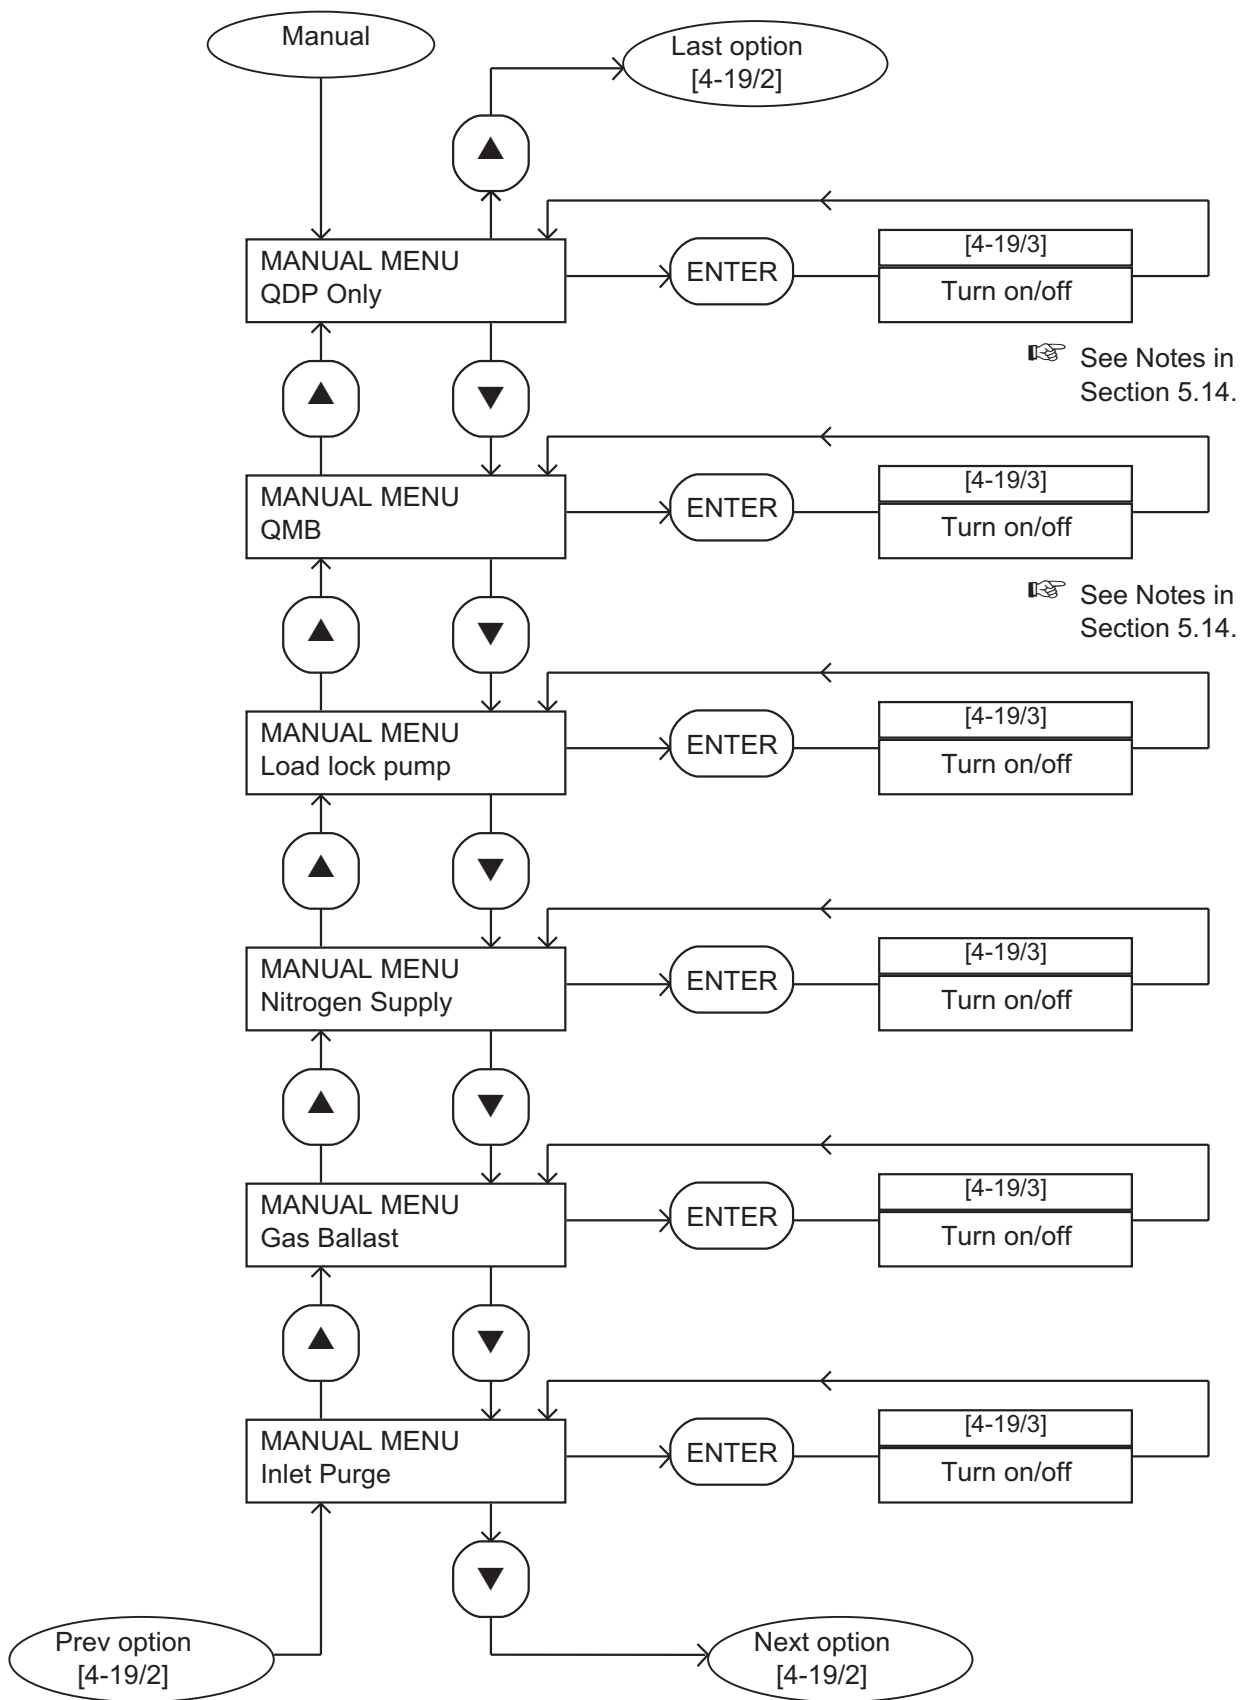 Manual
Last option
[4-19/2]
▲
MANUAL MENU
QDP Only
ENTER
[4-19/3]
Turn on/off
☞ See Notes in
Section 5.14.
▲
▼
MANUAL MENU
QMB
ENTER
[4-19/3]
Turn on/off
☞ See Notes in
Section 5.14.
▲
▼
MANUAL MENU
Load lock pump
ENTER
[4-19/3]
Turn on/off
▲
▼
MANUAL MENU
Nitrogen Supply
ENTER
[4-19/3]
Turn on/off
▲
▼
MANUAL MENU
Gas Ballast
ENTER
[4-19/3]
Turn on/off
▲
▼
MANUAL MENU
Inlet Purge
ENTER
[4-19/3]
Turn on/off
▼
Prev option
[4-19/2]
Next option
[4-19/2]